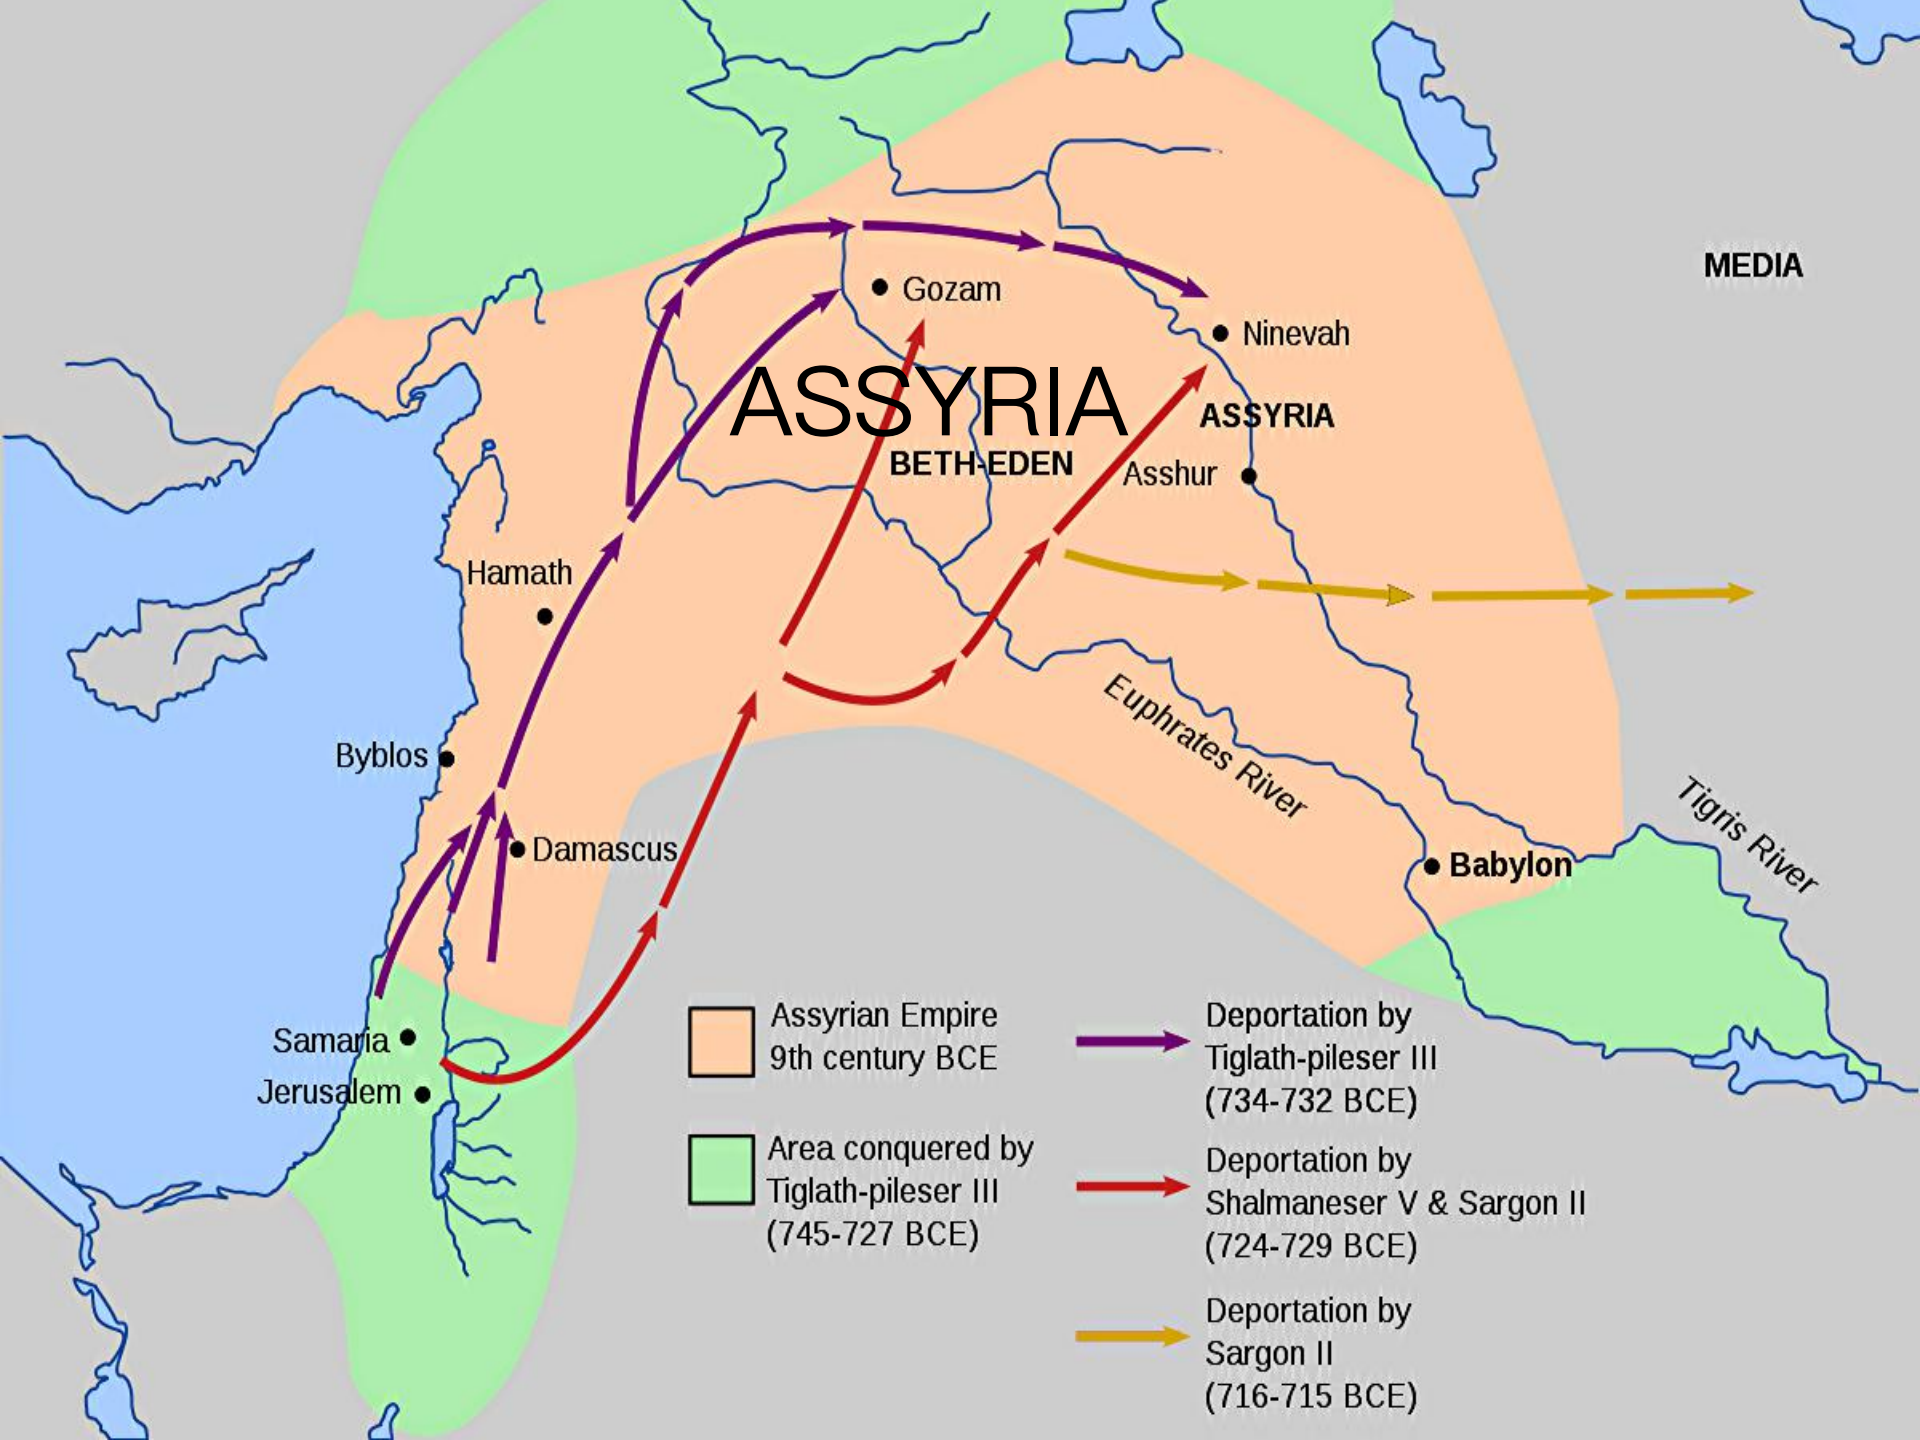 MEDIA
Gozam
Ninevah
ASSYRIA
ASSYRIA
BETH-EDEN
Asshur
Hamath
Euphrates River
Byblos
Tigris River
Damascus
Babylon
Samaria
Jerusalem
Assyrian Empire
9th century BCE
Area conquered by
Tiglath-pileser III
(745-727 BCE)
Deportation by
Tiglath-pileser III
(734-732 BCE)
Deportation by
Shalmaneser V & Sargon II
(724-729 BCE)
Deportation by
Sargon II
(716-715 BCE)